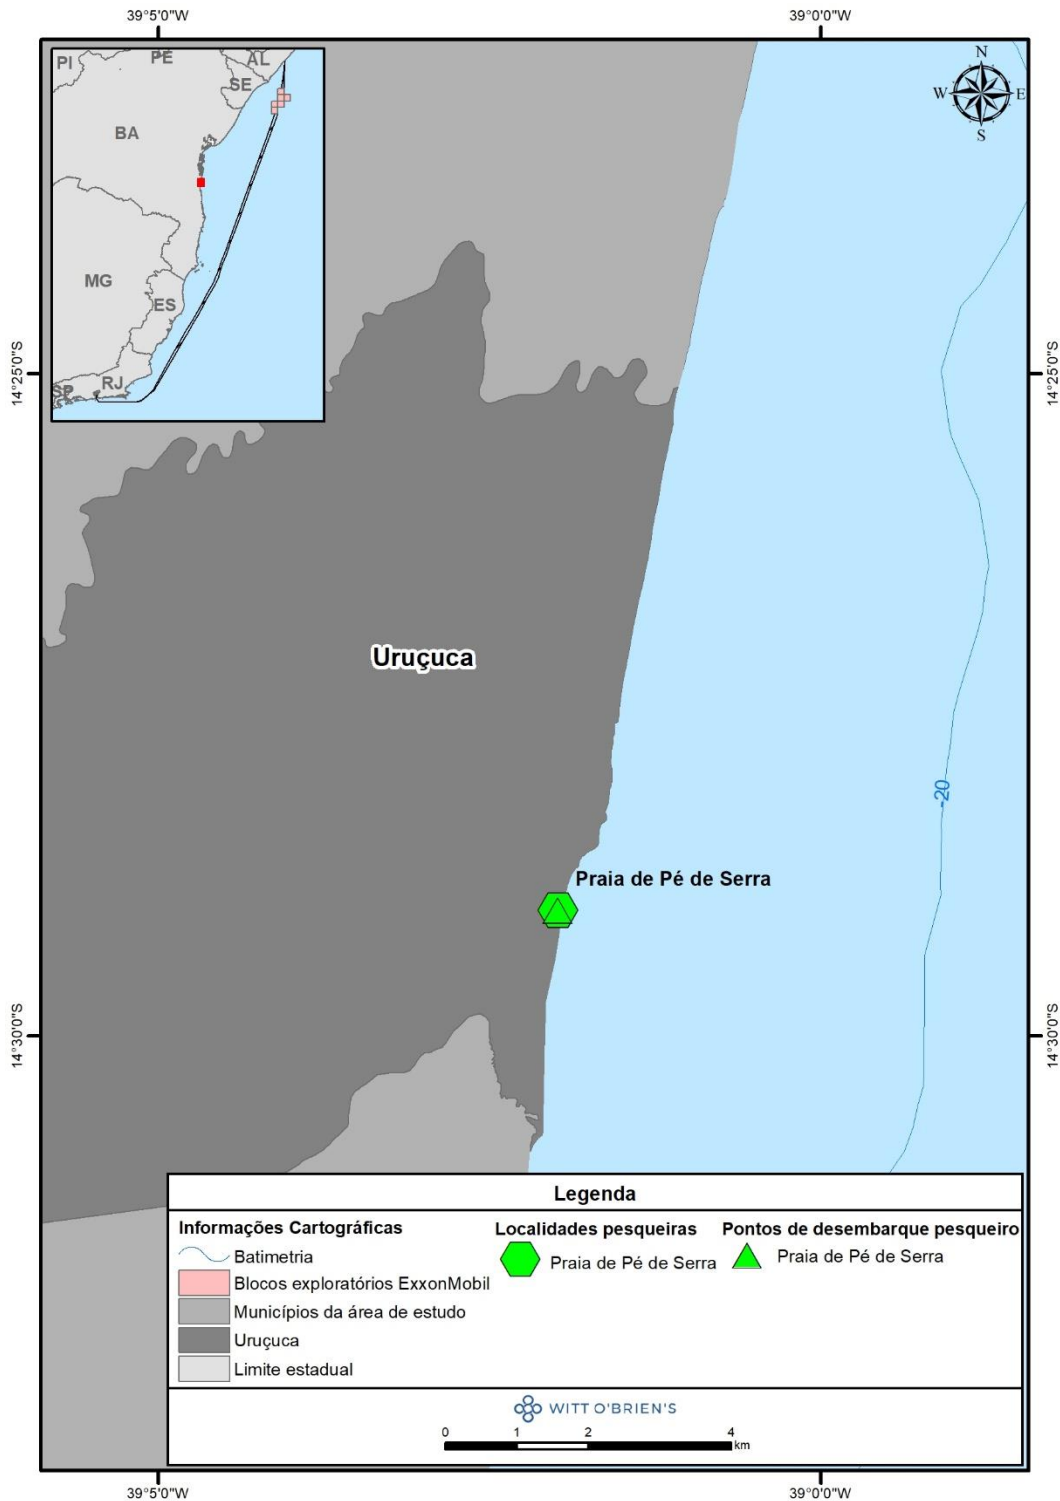 39°5'0"W
39°0'0"W
PI
PE
AL
SE
BA
MG
ES
RJ
SP
N
W
E
S
14°25'0"S
14°25'0"S
Uruçuca
-20
Praia de Pé de Serra
14°30'0"S
14°30'0"S
Legenda
Informações Cartográficas
Batimetria
Blocos exploratórios ExxonMobil
Municípios da área de estudo
Uruçuca
Limite estadual
Localidades pesqueiras
Praia de Pé de Serra
Pontos de desembarque pesqueiro
Praia de Pé de Serra
WITT O'BRIEN'S
0 1 2 4
km
39°5'0"W
39°0'0"W